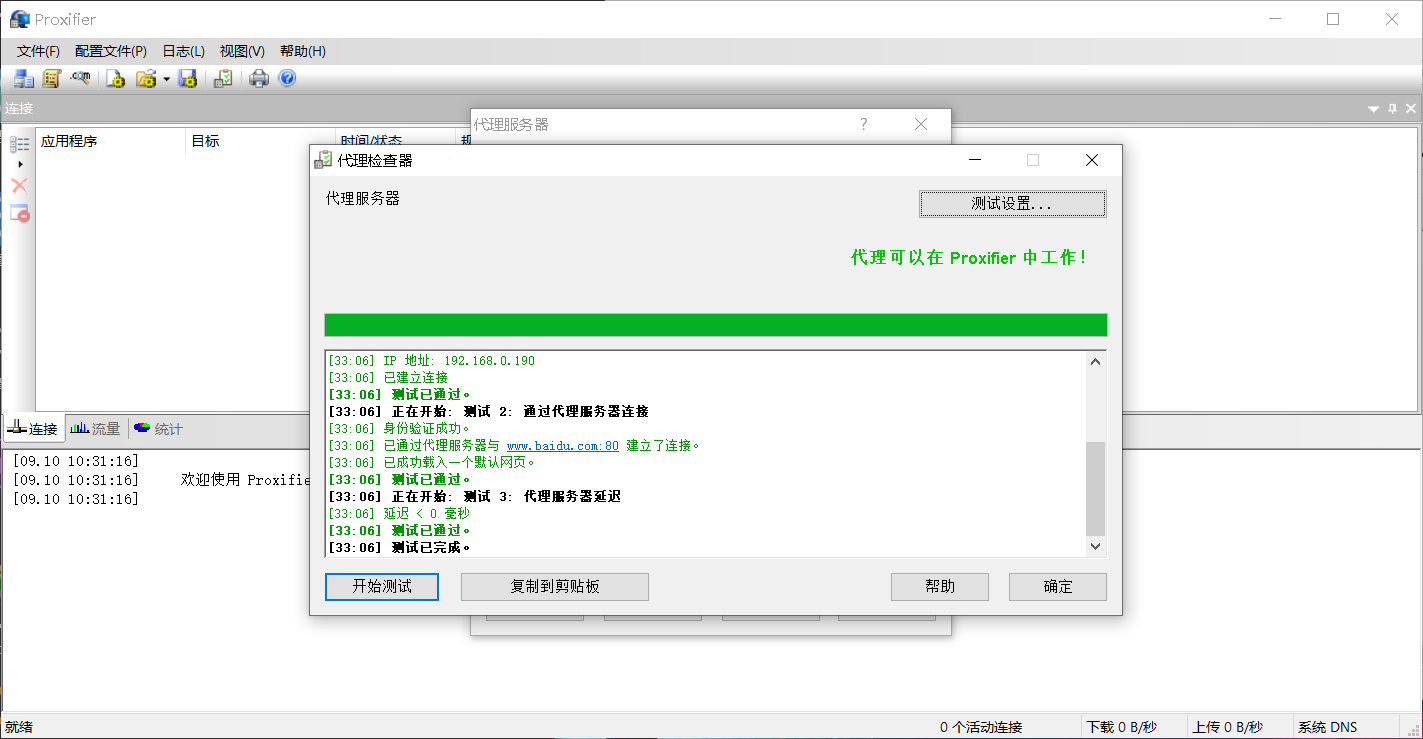 Proxifier
文件(F) 配置文件(P) 日志(L) 视图(V) 帮助(H)
连接
应用程序 目标 时间/状态
代理服务器 ?
代理检查器
代理服务器
测试设置...
代理可以在 Proxifier 中工作!
[33:06] IP 地址: 192.168.0.190
[33:06] 已建立连接
[33:06] 测试已通过。
[33:06] 正在开始: 测试 2: 通过代理服务器连接
[33:06] 身份验证成功。
[33:06] 已通过代理服务器与 www.baidu.com:80 建立了连接。
[33:06] 已成功载入一个默认网页。
[33:06] 测试已通过。
[33:06] 正在开始: 测试 3: 代理服务器延迟
[33:06] 延迟 < 0 毫秒
[33:06] 测试已通过。
[33:06] 测试已完成。
开始测试 复制到剪贴板 帮助 确定
连接 流量 统计
[09.10 10:31:16]
[09.10 10:31:16] 欢迎使用 Proxifie
[09.10 10:31:16]
就绪 0 个活动连接 下载 0 B/秒 上传 0 B/秒 系统 DNS